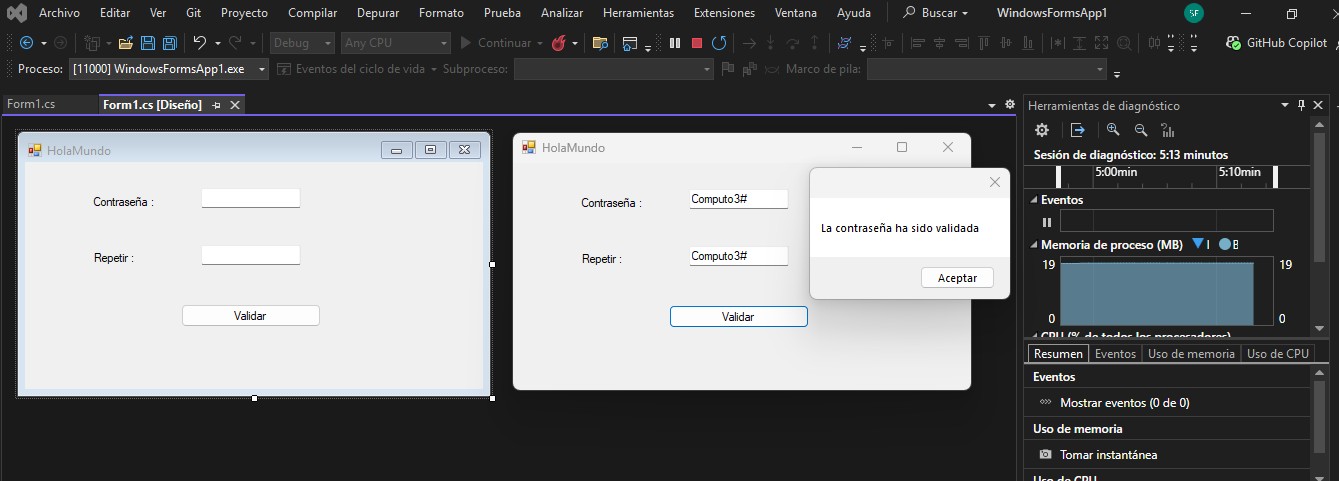 Archivo Editar Ver Git Proyecto Compilar Depurar Formato Prueba Analizar Herramientas Extensiones Ventana Ayuda Buscar WindowsFormsApp1 SF
Debug Any CPU Continuar GitHub Copilot
Proceso: [11000] WindowsFormsApp1.exe Eventos del ciclo de vida Subproceso: Marco de pila:
Form1.cs Form1.cs [Diseño]
HolaMundo
Contraseña :
Repetir :
Validar
HolaMundo
Contraseña : Computo3#
Repetir : Computo3#
Validar
La contraseña ha sido validada
Aceptar
Herramientas de diagnóstico
Sesión de diagnóstico: 5:13 minutos
5:00min 5:10min
Eventos
Memoria de proceso (MB) I B
19 19
0 0
CPU (% de todos los procesadores)
Resumen Eventos Uso de memoria Uso de CPU
Eventos
Mostrar eventos (0 de 0)
Uso de memoria
Tomar instantánea
Uso de CPU